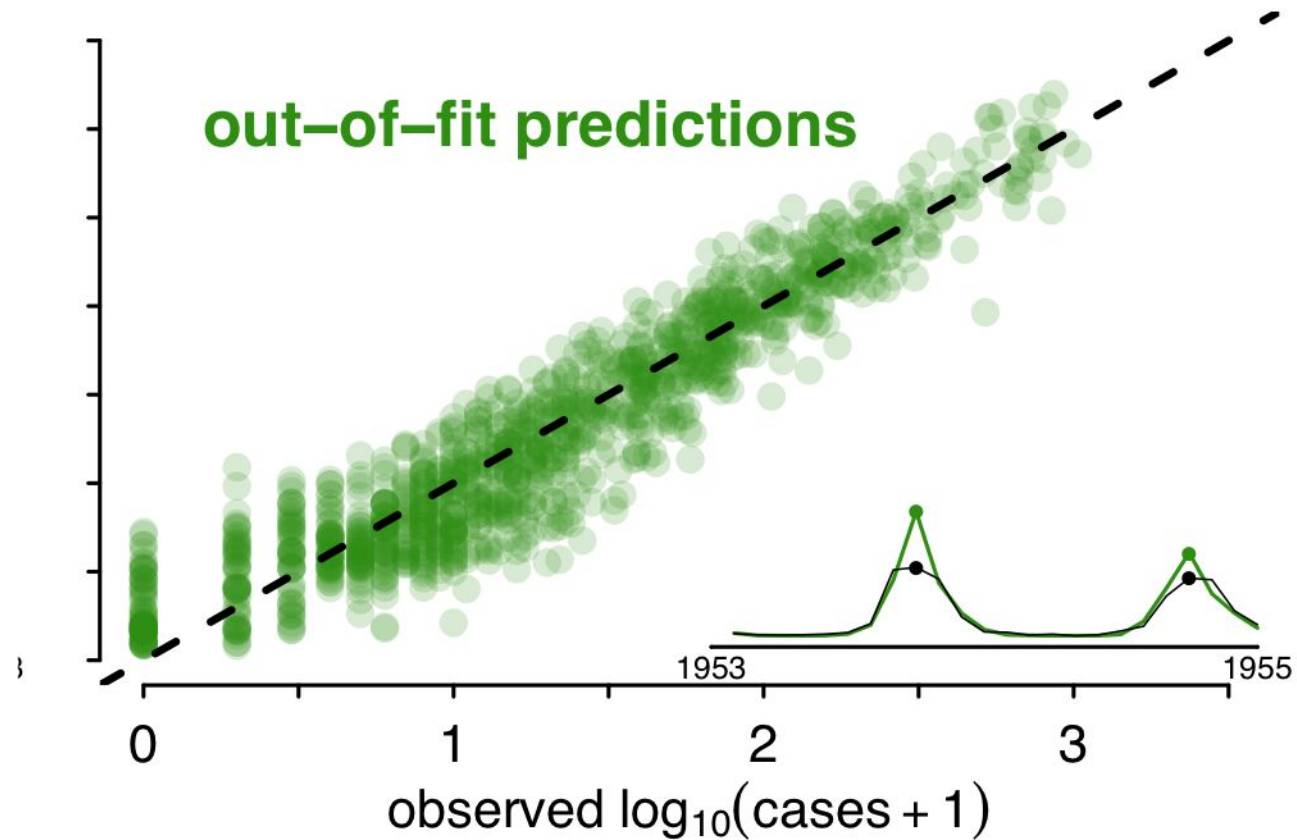 out–of–fit predictions
1953 1955
0 1 2 3
observed log₁₀(cases + 1)